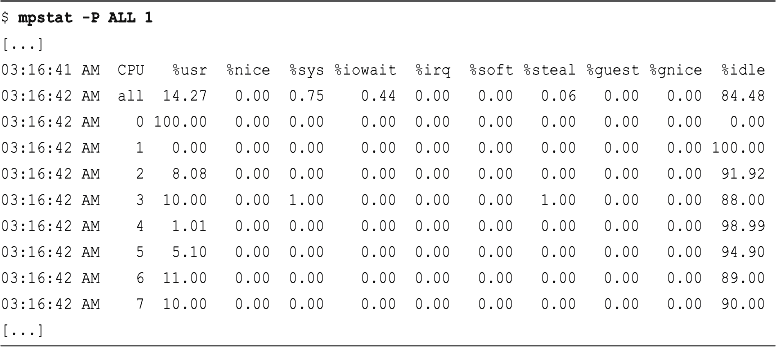 $ mpstat -P ALL 1
[...]
03:16:41 AM CPU %usr %nice %sys %iowait %irq %soft %steal %guest %gnice %idle
03:16:42 AM all 14.27 0.00 0.75 0.44 0.00 0.00 0.06 0.00 0.00 84.48
03:16:42 AM 0 100.00 0.00 0.00 0.00 0.00 0.00 0.00 0.00 0.00 0.00
03:16:42 AM 1 0.00 0.00 0.00 0.00 0.00 0.00 0.00 0.00 0.00 100.00
03:16:42 AM 2 8.08 0.00 0.00 0.00 0.00 0.00 0.00 0.00 0.00 91.92
03:16:42 AM 3 10.00 0.00 1.00 0.00 0.00 0.00 1.00 0.00 0.00 88.00
03:16:42 AM 4 1.01 0.00 0.00 0.00 0.00 0.00 0.00 0.00 0.00 98.99
03:16:42 AM 5 5.10 0.00 0.00 0.00 0.00 0.00 0.00 0.00 0.00 94.90
03:16:42 AM 6 11.00 0.00 0.00 0.00 0.00 0.00 0.00 0.00 0.00 89.00
03:16:42 AM 7 10.00 0.00 0.00 0.00 0.00 0.00 0.00 0.00 0.00 90.00
[...]